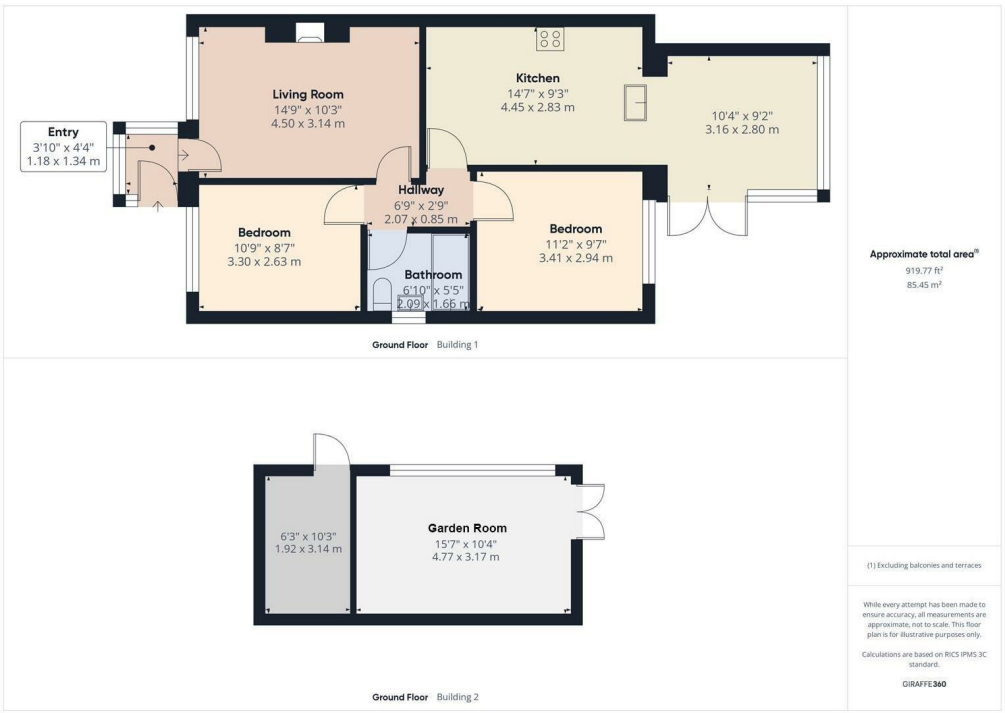 Living Room
14'9" x 10'3"
4.50 x 3.14 m
Kitchen
14'7" x 9'3"
4.45 x 2.83 m
10'4" x 9'2"
3.16 x 2.80 m
Entry
3'10" x 4'4"
1.18 x 1.34 m
Hallway
6'9" x 2'9"
2.07 x 0.85 m
Bedroom
10'9" x 8'7"
3.30 x 2.63 m
Bedroom
11'2" x 9'7"
3.41 x 2.94 m
Bathroom
6'10" x 5'5"
2.09 x 1.66 m
Ground Floor Building 1
6'3" x 10'3"
1.92 x 3.14 m
Garden Room
15'7" x 10'4"
4.77 x 3.17 m
Ground Floor Building 2
Approximate total area(1)
919.77 ft²
85.45 m²
(1) Excluding balconies and terraces
While every attempt has been made to
ensure accuracy, all measurements are
approximate, not to scale. This floor
plan is for illustrative purposes only.
Calculations are based on RICS IPMS 3C
standard.
GIRAFFE360